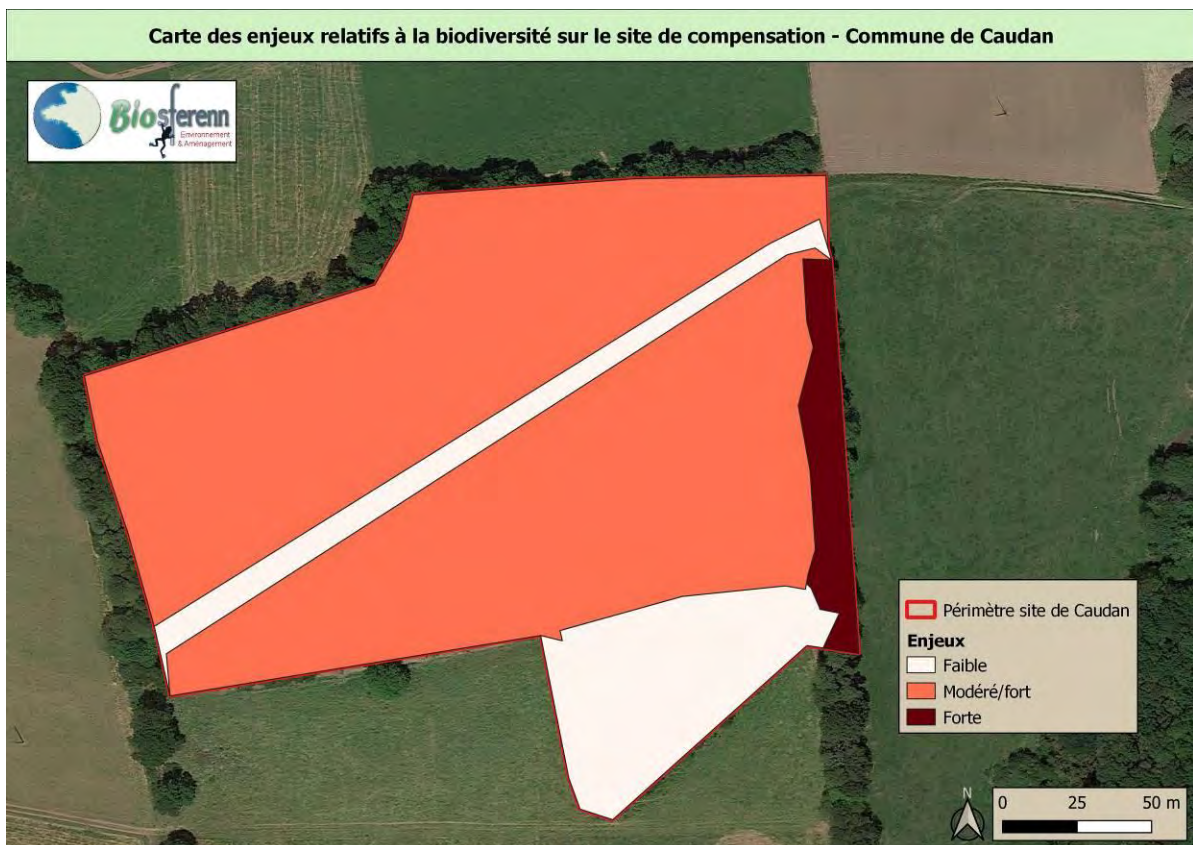 Carte des enjeux relatifs à la biodiversité sur le site de compensation - Commune de Caudan
Biosferenn
Environnement
& Aménagement
Périmètre site de Caudan
Enjeux
Faible
Modéré/fort
Forte
N
0 25 50 m